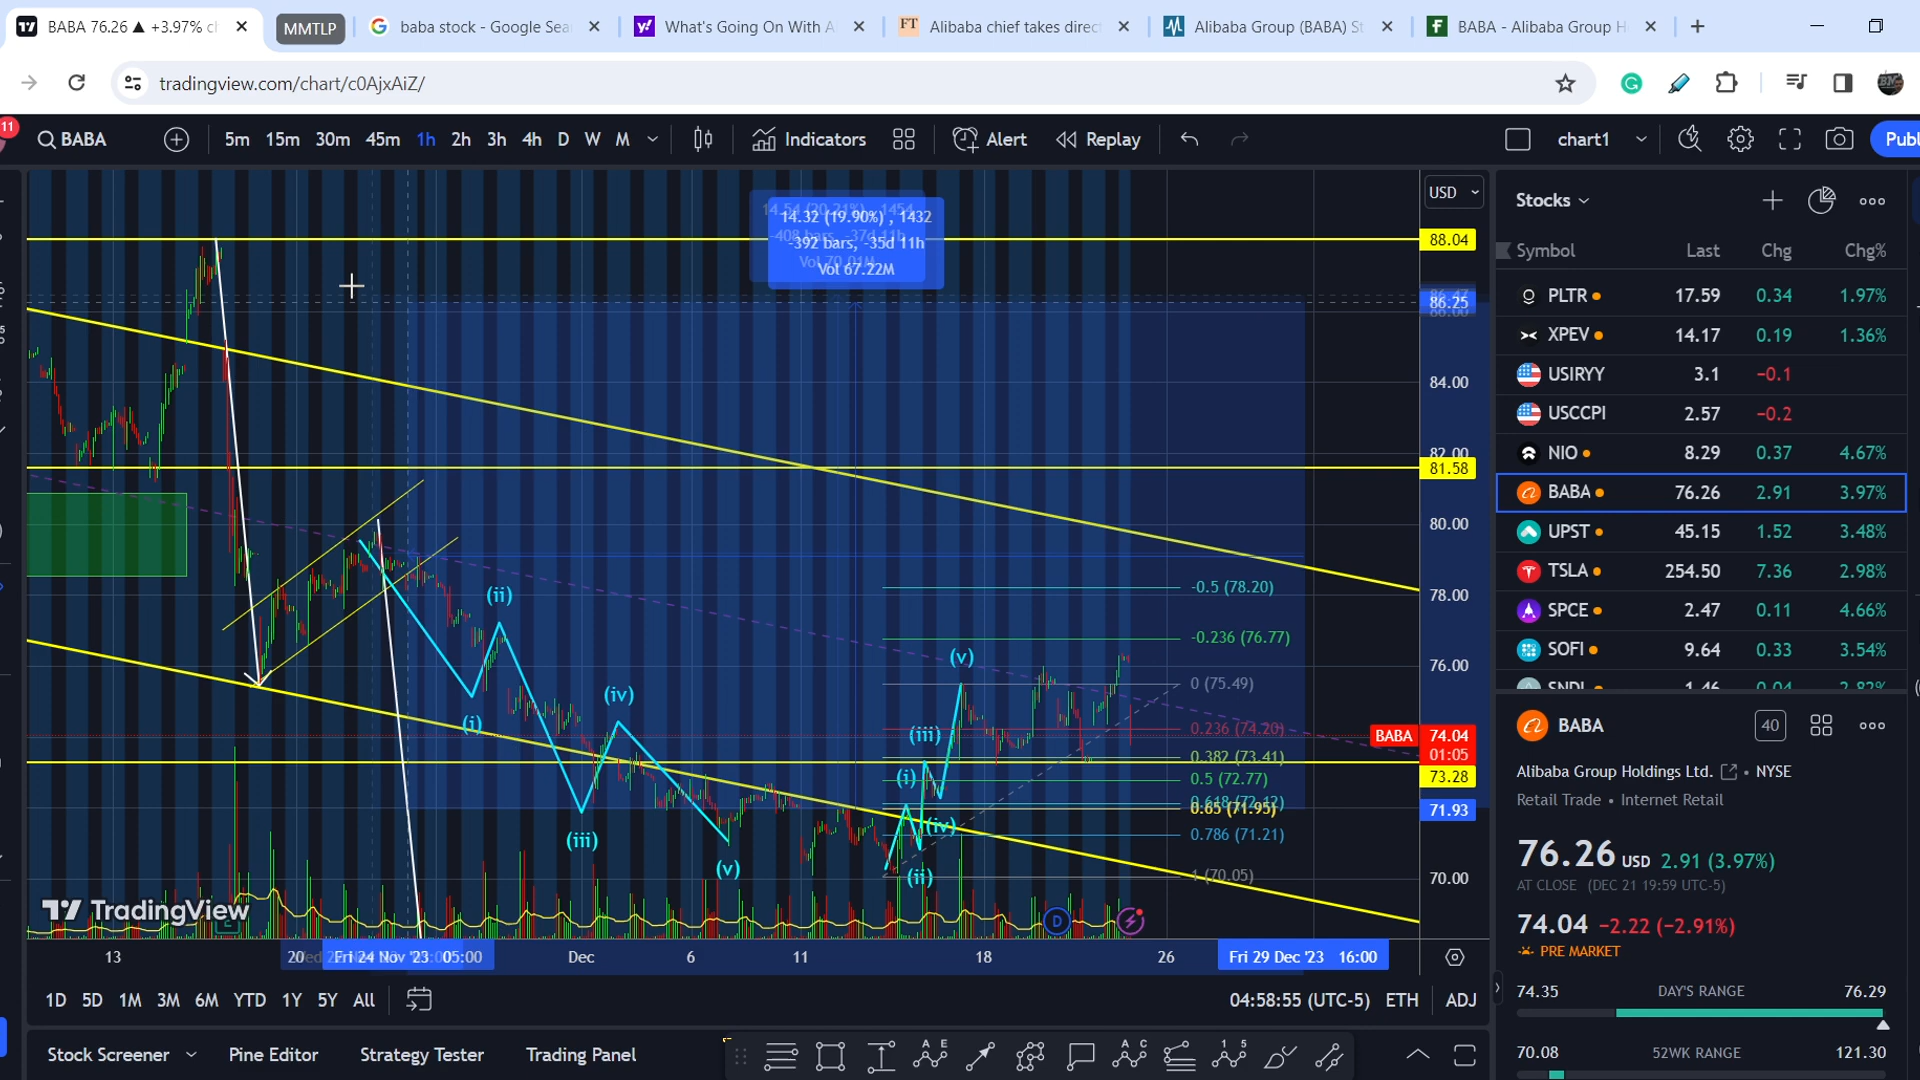 BABA 76.26 ▲ +3.97% ch
MMTLP
baba stock - Google Sea
What's Going On With A
FT
Alibaba chief takes direc
Alibaba Group (BABA) St
BABA - Alibaba Group H
tradingview.com/chart/c0AjxAiZ/
11
BABA
5m 15m 30m 45m 1h 2h 3h 4h D W M
Indicators
Alert
Replay
chart1
Publ
14.32 (19.90%) , 1432
-392 bars, -35d 11h
Vol 67.22M
USD
88.04
86.25
84.00
82.00
81.58
80.00
78.00
76.00
BABA 74.04
01:05
73.28
71.93
70.00
(i)
(ii)
(iii)
(iv)
(v)
(i)
(ii)
(iii)
(iv)
(v)
-0.5 (78.20)
-0.236 (76.77)
0 (75.49)
0.236 (74.20)
0.382 (73.41)
0.5 (72.77)
0.65 (71.95)
0.786 (71.21)
1 (70.05)
D
E
TradingView
13 20 Fri 24 Nov '23 05:00 Dec 6 11 18 26 Fri 29 Dec '23 16:00
1D 5D 1M 3M 6M YTD 1Y 5Y All
04:58:55 (UTC-5) ETH ADJ
Stock Screener
Pine Editor
Strategy Tester
Trading Panel
Stocks
Symbol Last Chg Chg%
PLTR 17.59 0.34 1.97%
XPEV 14.17 0.19 1.36%
USIRYY 3.1 −0.1
USCCPI 2.57 −0.2
NIO 8.29 0.37 4.67%
BABA 76.26 2.91 3.97%
UPST 45.15 1.52 3.48%
TSLA 254.50 7.36 2.98%
SPCE 2.47 0.11 4.66%
SOFI 9.64 0.33 3.54%
SNDL 1.46 0.04 2.82%
BABA
40
Alibaba Group Holdings Ltd. • NYSE
Retail Trade • Internet Retail
76.26 USD 2.91 (3.97%)
AT CLOSE (DEC 21 19:59 UTC-5)
74.04 −2.22 (−2.91%)
PRE MARKET
74.35 DAY'S RANGE 76.29
70.08 52WK RANGE 121.30